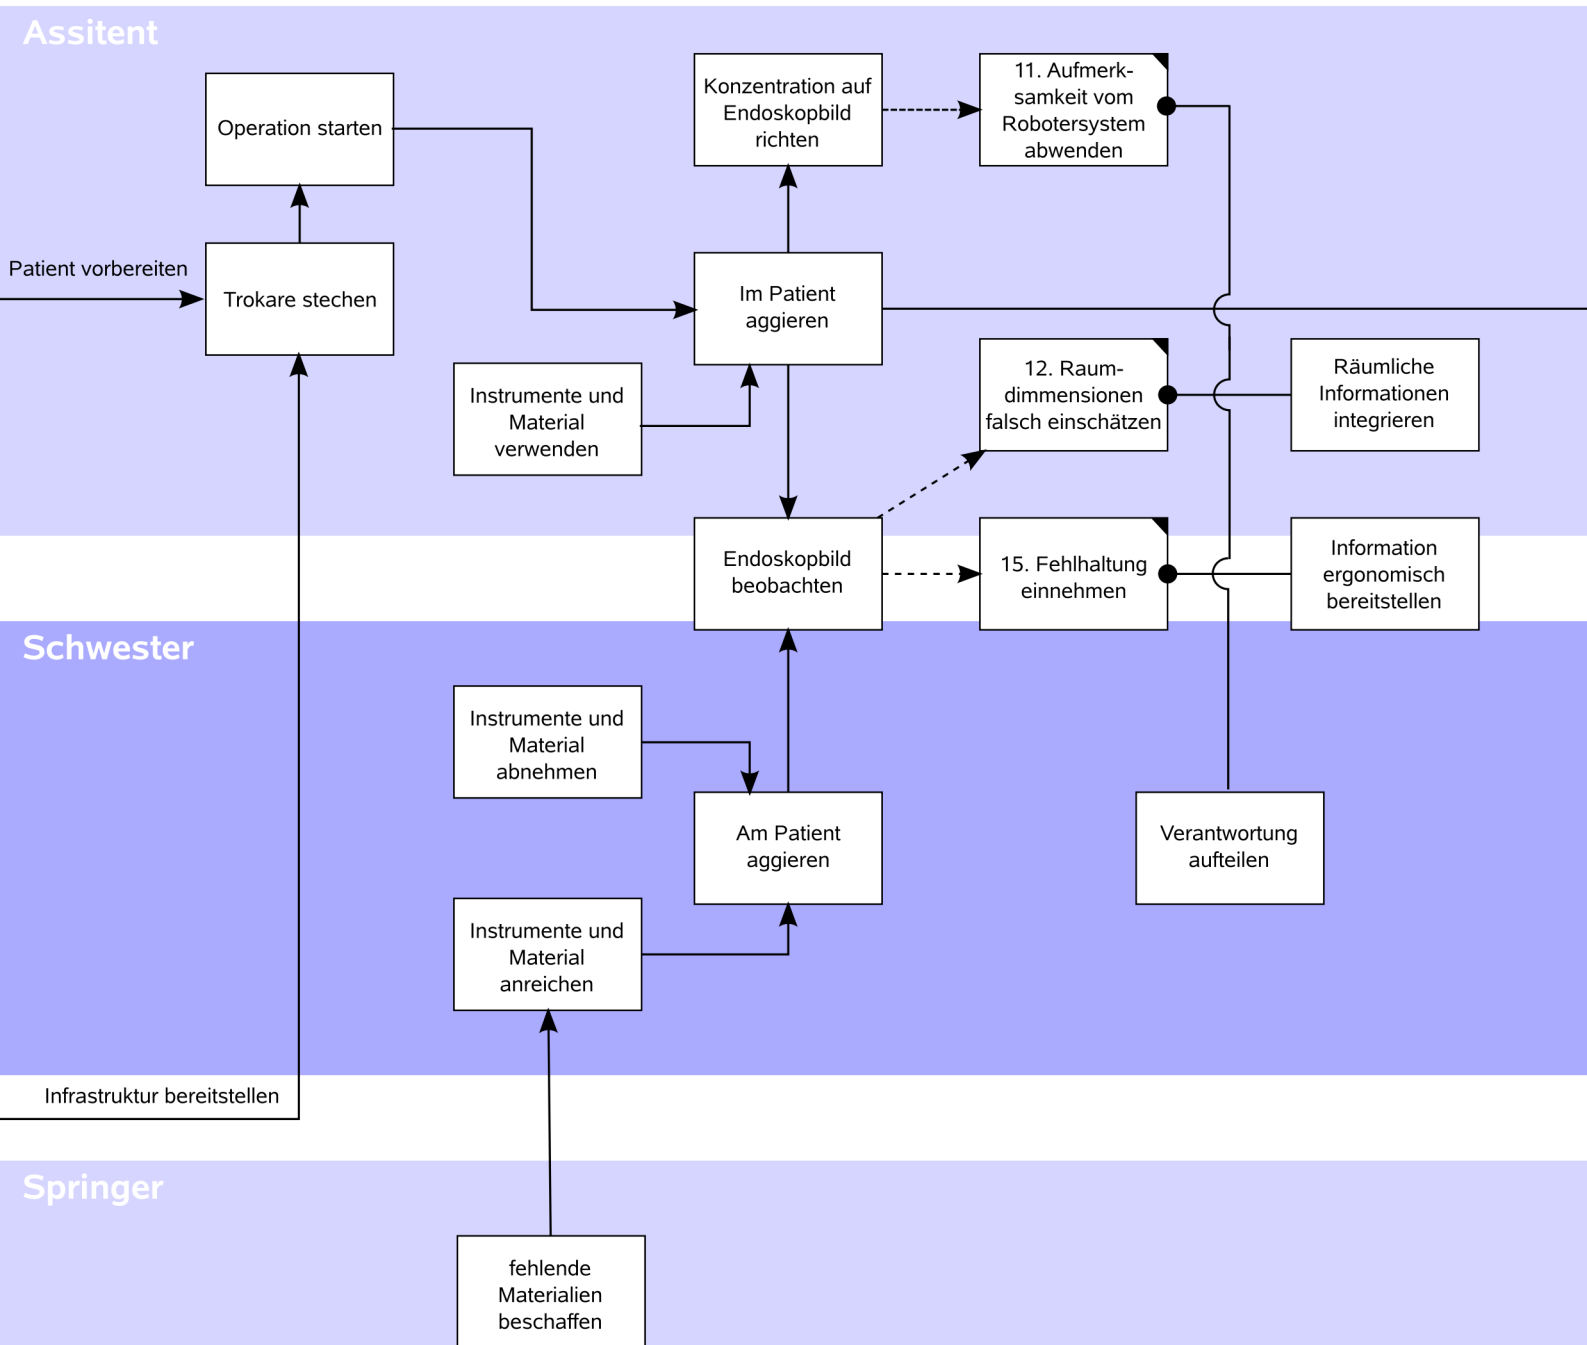 Assitent
Operation starten
Konzentration auf
Endoskopbild
richten
11. Aufmerk-
samkeit vom
Robotersystem
abwenden
Patient vorbereiten
Trokare stechen
Im Patient
aggieren
Instrumente und
Material
verwenden
12. Raum-
dimmensionen
falsch einschätzen
Räumliche
Informationen
integrieren
Endoskopbild
beobachten
15. Fehlhaltung
einnehmen
Information
ergonomisch
bereitstellen
Schwester
Instrumente und
Material
abnehmen
Am Patient
aggieren
Verantwortung
aufteilen
Instrumente und
Material
anreichen
Infrastruktur bereitstellen
Springer
fehlende
Materialien
beschaffen